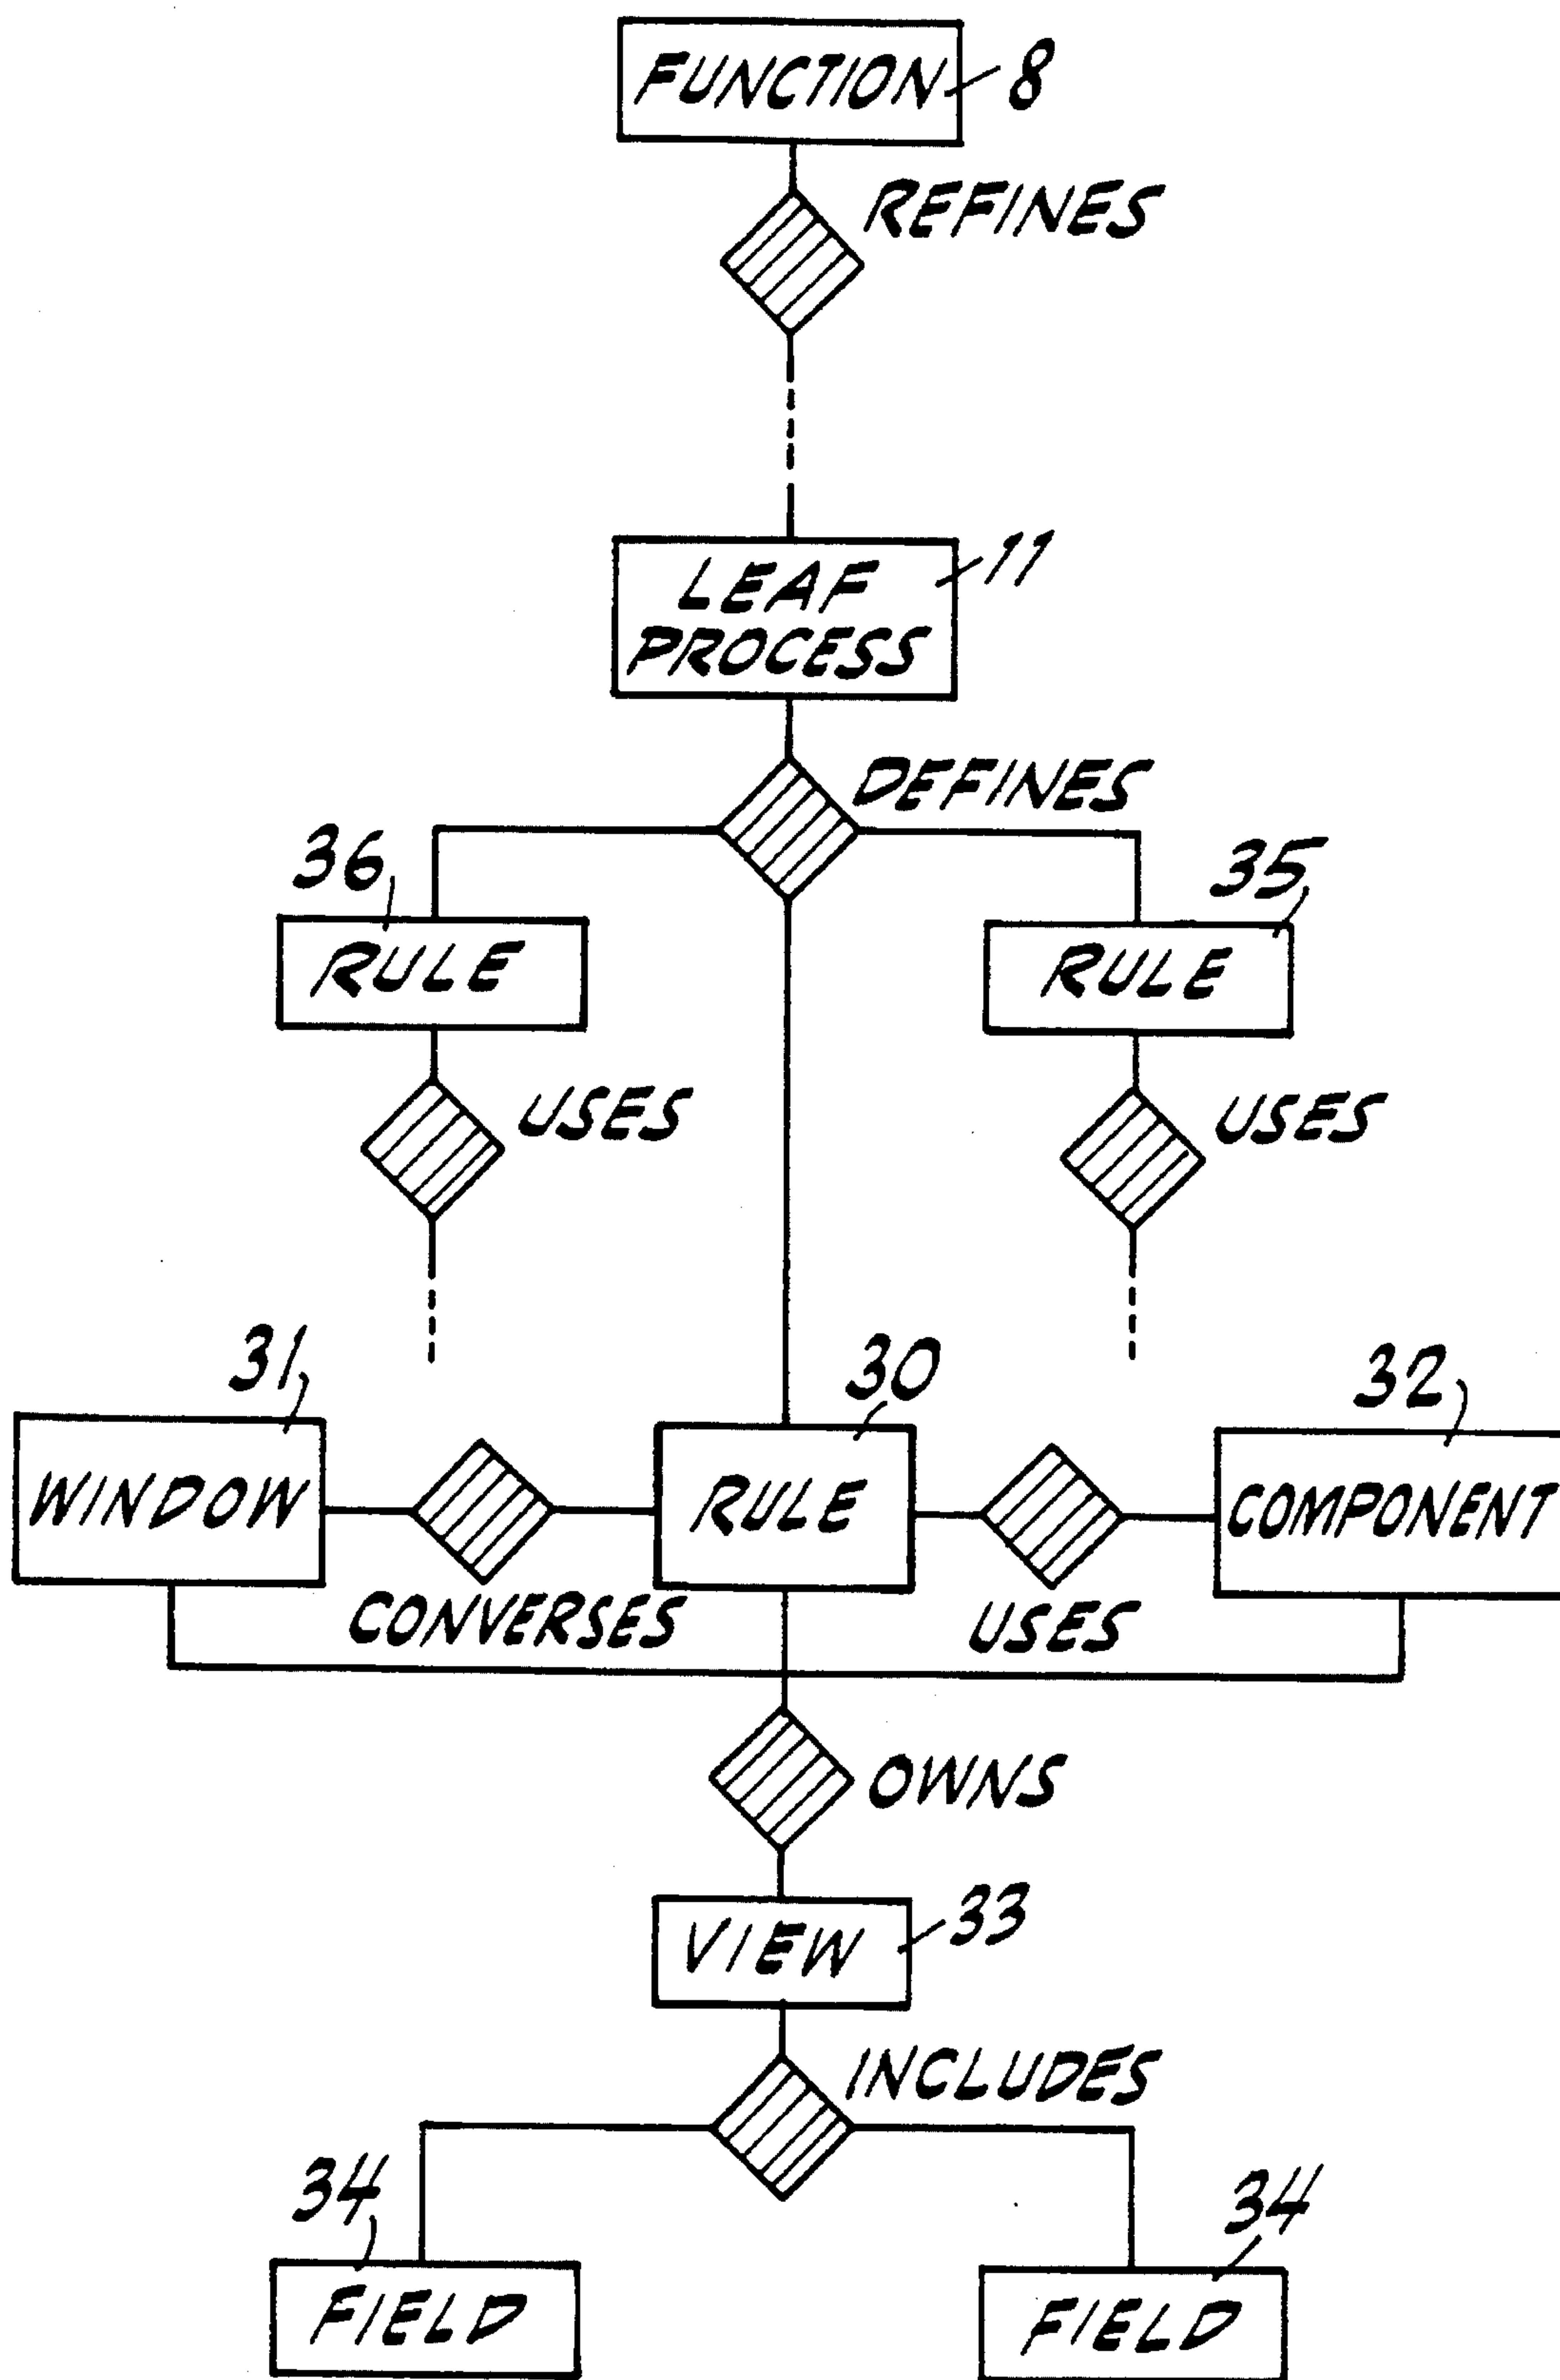 FUNCTION 8
REFINES
11
LEAF
PROCESS
DEFINES
36 35
RULE RULE
USES USES
31 30 32
WINDOW RULE COMPONENT
CONVERSES USES
OWNS
VIEW 33
INCLUDES
34 34
FIELD FIELD